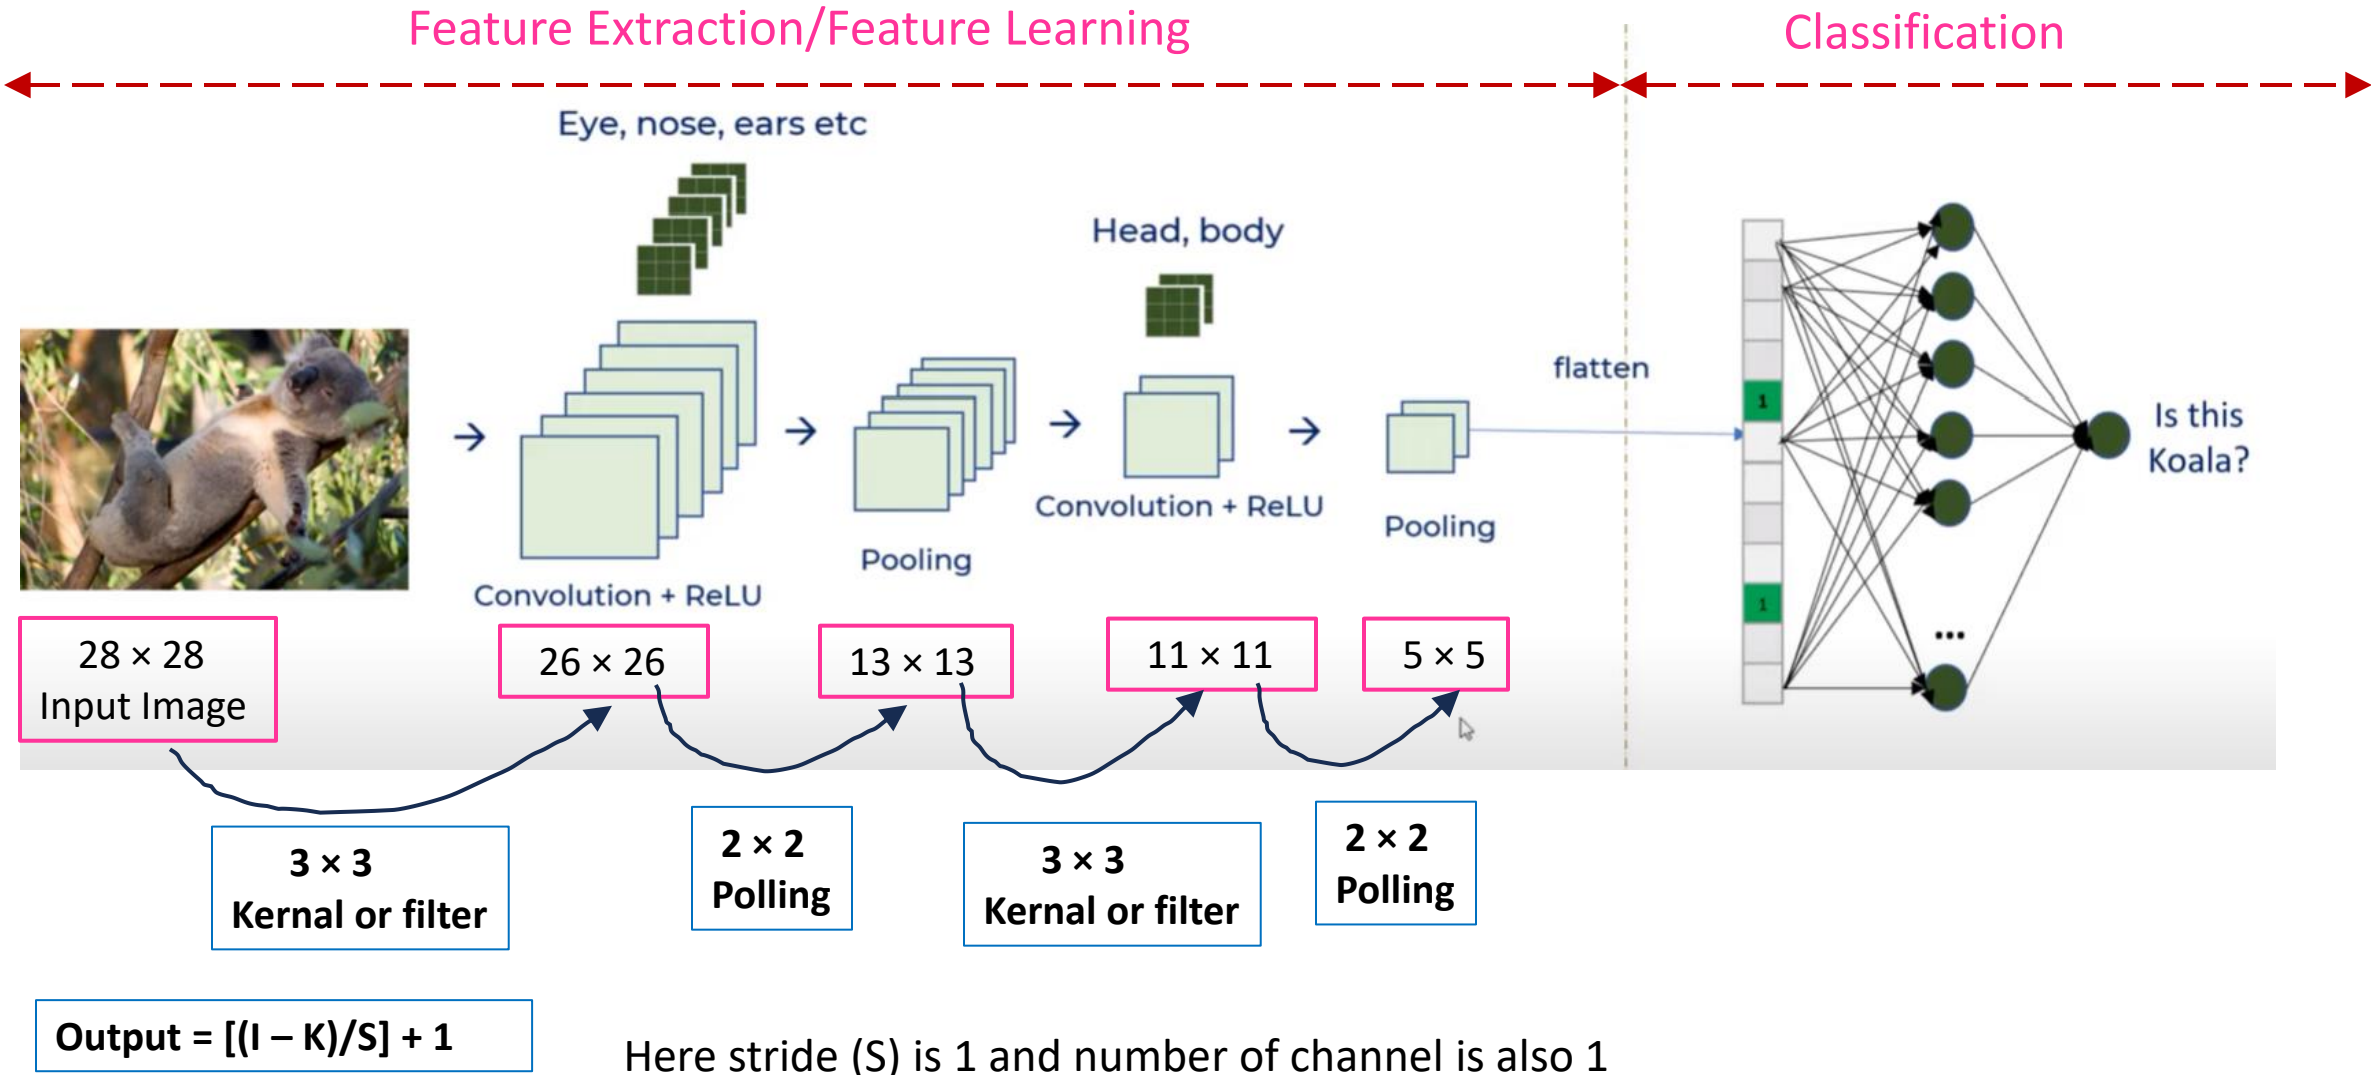 Feature Extraction/Feature Learning
Classification
Eye, nose, ears etc
Head, body
flatten
1
Is this
Koala?
Convolution + ReLU
Pooling
Convolution + ReLU
Pooling
1
...
28 × 28
Input Image
26 × 26
13 × 13
11 × 11
5 × 5
3 × 3
Kernal or filter
2 × 2
Polling
3 × 3
Kernal or filter
2 × 2
Polling
Output = [(I – K)/S] + 1
Here stride (S) is 1 and number of channel is also 1